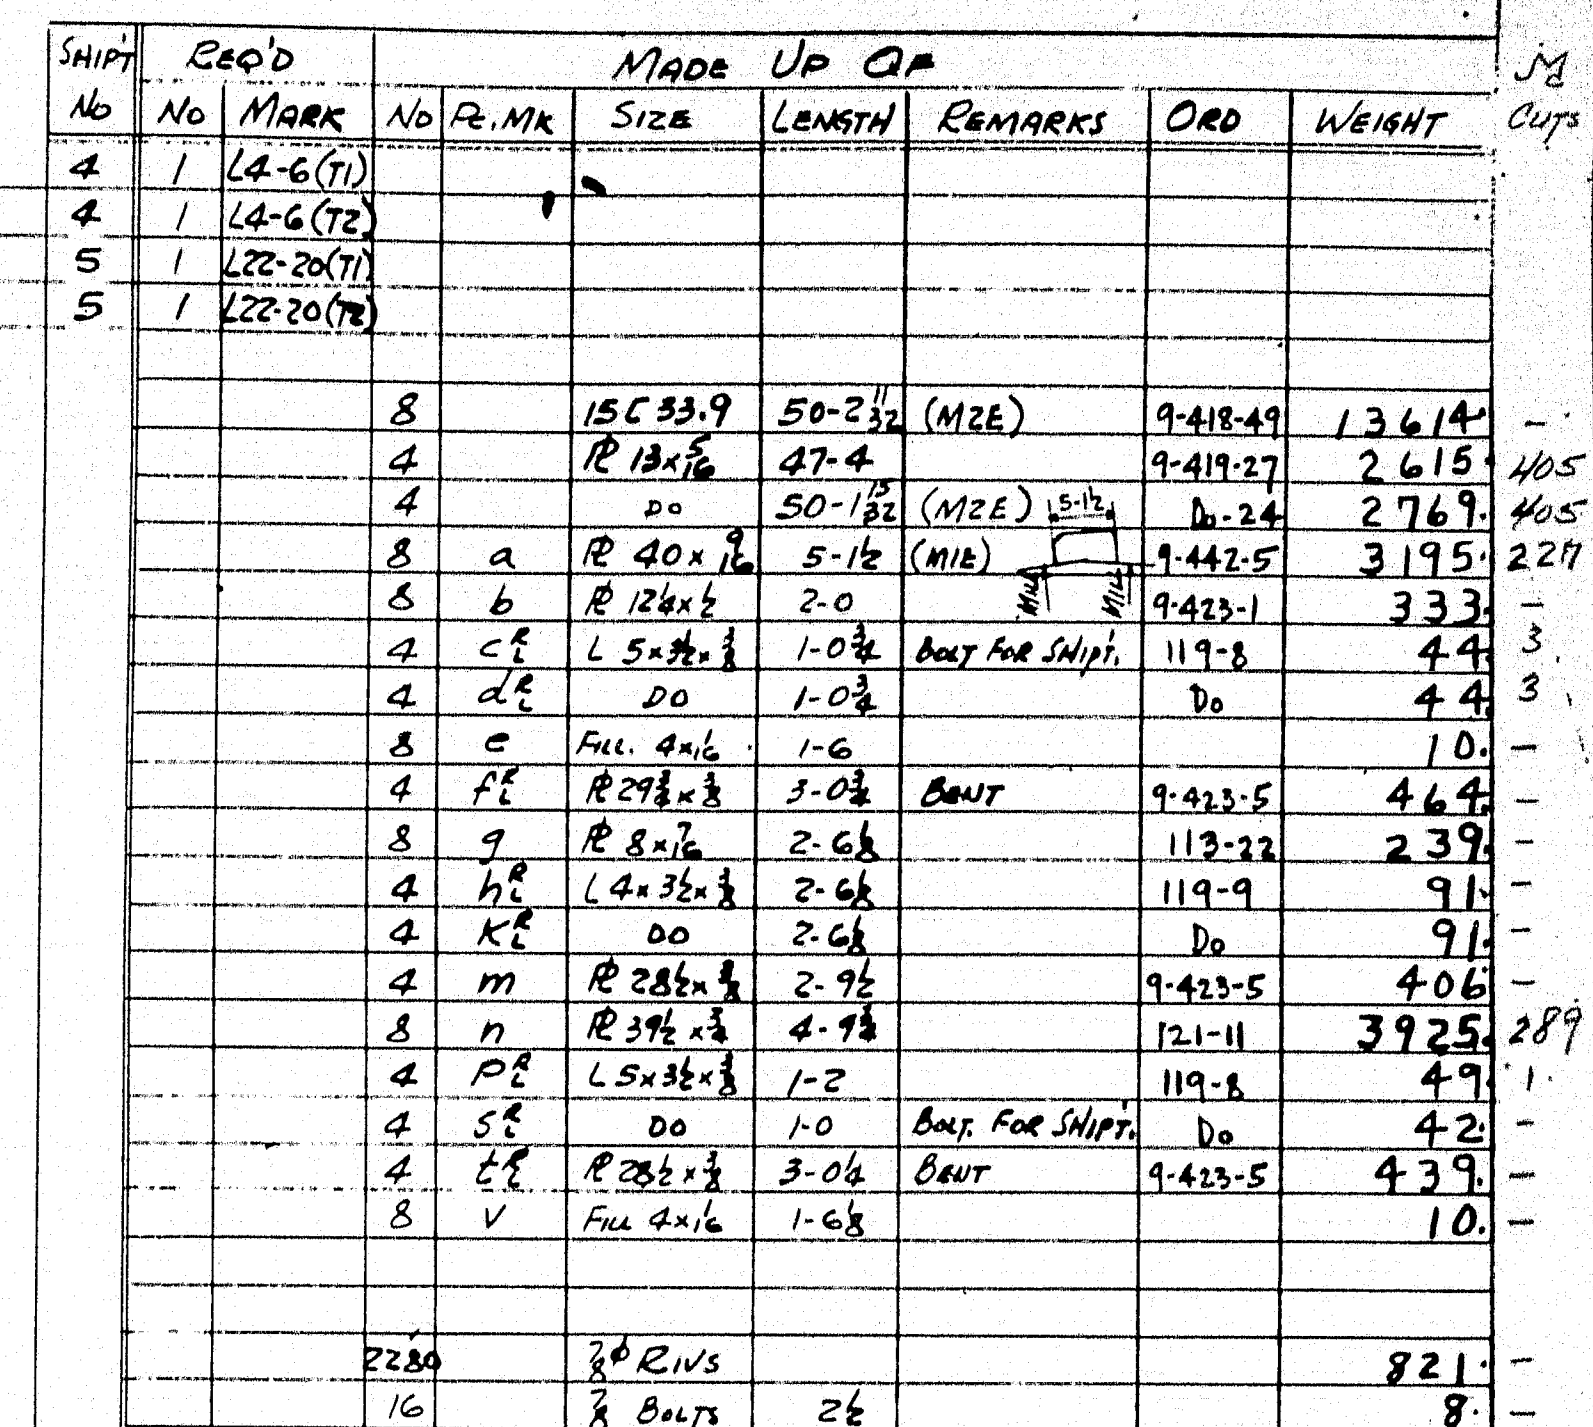 SHIP'T REQ'D MADE UP OF M
No No MARK No PC.MK SIZE LENGTH REMARKS ORD WEIGHT CUTS
4 1 L4-6(T1)
4 1 L4-6(T2)
5 1 L22-20(T1)
5 1 L22-20(T2)
8 15[33.9 50-2 11/32 (M2E) 9-418-49 13614. -
4 PL 13x5/16 47-4 9-419-27 2615. 405
4 DO 50-1 15/32 (M2E) 5-1½ Do-24 2769. 405
8 a PL 40x9/16 5-1½ (M1E) 9-442-5 3195. 227
8 b PL 12¼x½ 2-0 MILL MILL 9-423-1 333. -
4 c R/L L 5x3½x3/8 1-0¾ BOLT FOR SHIP'T. 119-8 44. 3
4 d R/L DO 1-0¾ Do 44. 3
8 e FILL. 4x1/16 1-6 10. -
4 f R/L PL 29¾x3/8 3-0¾ BENT 9-423-5 464. -
8 g PL 8x7/16 2-6⅛ 113-22 239. -
4 h R/L L 4x3½x3/8 2-6⅛ 119-9 91. -
4 K R/L DO 2-6⅛ Do 91. -
4 m PL 28½x3/8 2-9½ 9-423-5 406 -
8 n PL 39½x¾ 4-9¾ 121-11 3925. 289
4 P R/L L 5x3½x3/8 1-2 119-8 49. 1.
4 S R/L DO 1-0 BOLT. FOR SHIP'T. Do 42. -
4 t R/L PL 28½x3/8 3-0¼ BENT 9-423-5 439. -
8 V FILL 4x1/16 1-6⅛ 10. -
2280 7/8 ϕ RIVS 821. -
16 7/8 BOLTS 2½ 8. -